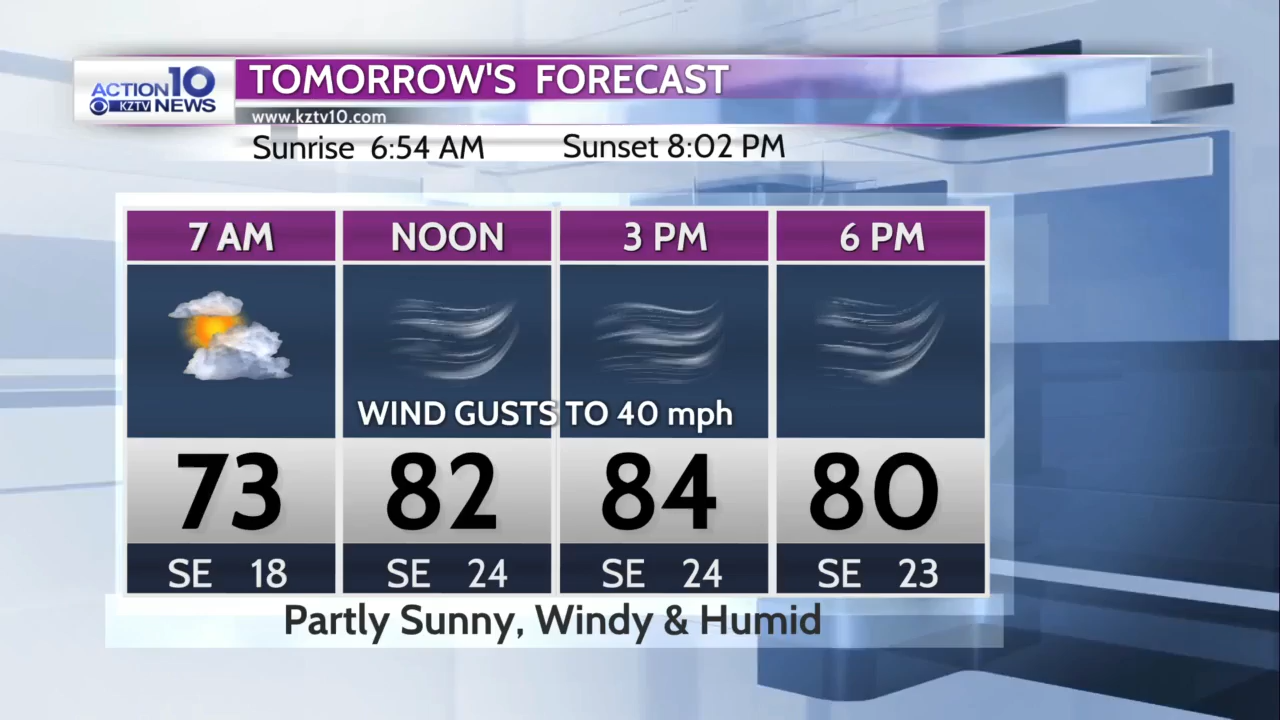 ACTION 10
KZTV NEWS
TOMORROW'S FORECAST
www.kztv10.com
Sunrise 6:54 AM Sunset 8:02 PM
7 AM NOON 3 PM 6 PM
WIND GUSTS TO 40 mph
73 82 84 80
SE 18 SE 24 SE 24 SE 23
Partly Sunny, Windy & Humid